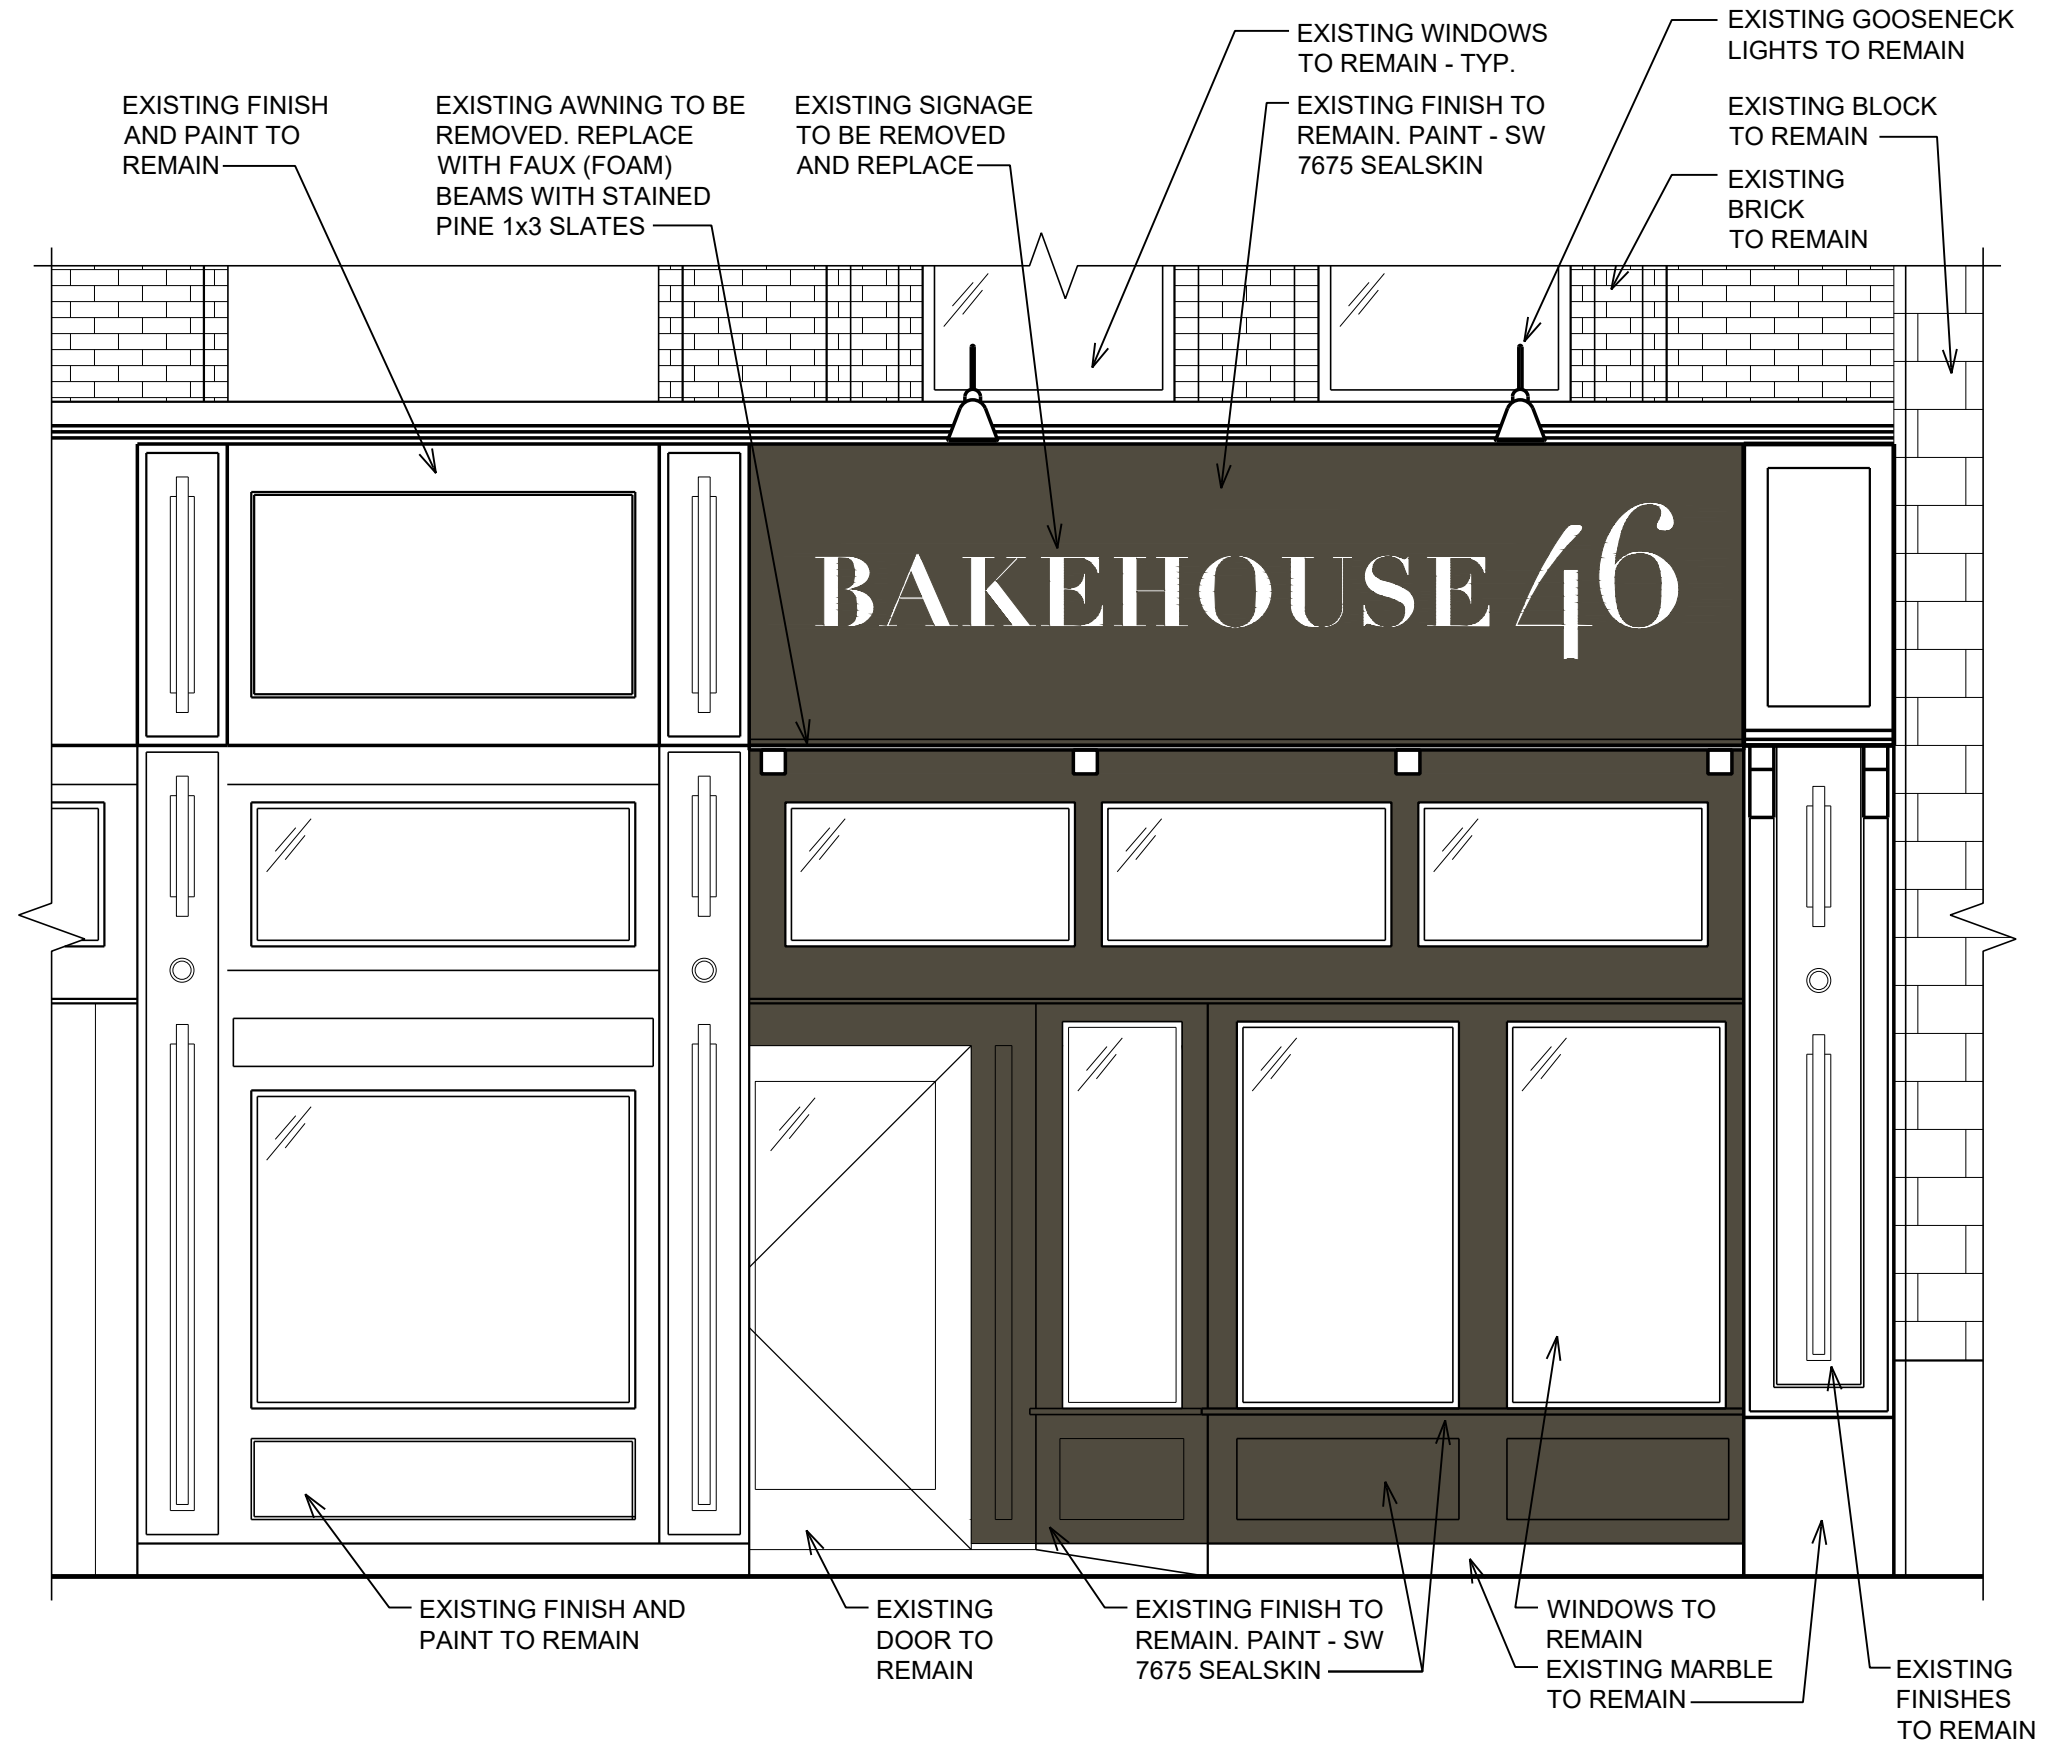 EXISTING FINISH
AND PAINT TO
REMAIN
EXISTING AWNING TO BE
REMOVED. REPLACE
WITH FAUX (FOAM)
BEAMS WITH STAINED
PINE 1x3 SLATES
EXISTING SIGNAGE
TO BE REMOVED
AND REPLACE
EXISTING WINDOWS
TO REMAIN - TYP.
EXISTING FINISH TO
REMAIN. PAINT - SW
7675 SEALSKIN
EXISTING GOOSENECK
LIGHTS TO REMAIN
EXISTING BLOCK
TO REMAIN
EXISTING
BRICK
TO REMAIN
BAKEHOUSE 46
EXISTING FINISH AND
PAINT TO REMAIN
EXISTING
DOOR TO
REMAIN
EXISTING FINISH TO
REMAIN. PAINT - SW
7675 SEALSKIN
WINDOWS TO
REMAIN
EXISTING MARBLE
TO REMAIN
EXISTING
FINISHES
TO REMAIN